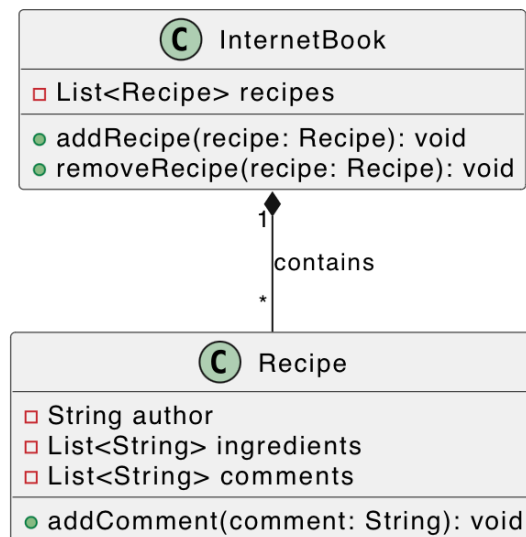 C InternetBook
List<Recipe> recipes
addRecipe(recipe: Recipe): void
removeRecipe(recipe: Recipe): void
1
contains
*
C Recipe
String author
List<String> ingredients
List<String> comments
addComment(comment: String): void